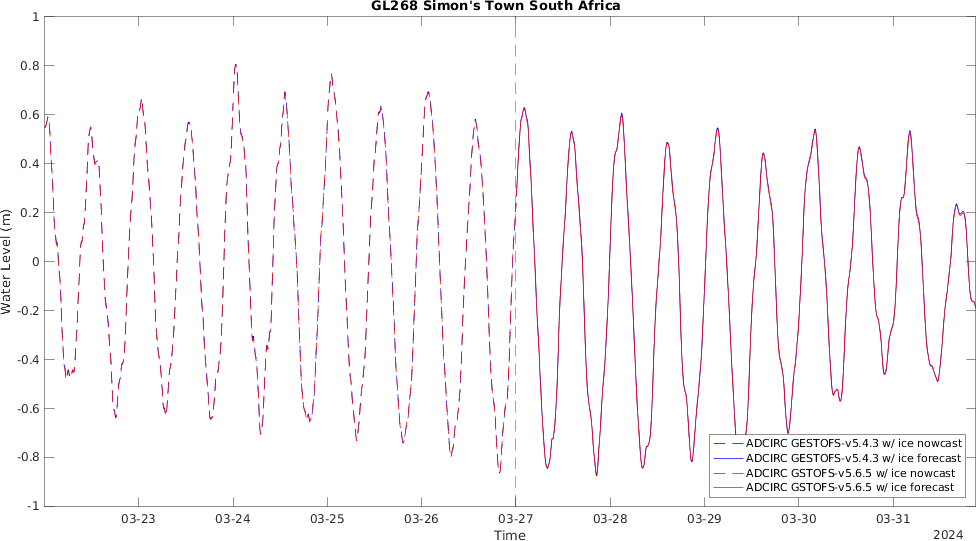 GL268 Simon's Town South Africa
1
0.8
0.6
0.4
0.2
0
-0.2
-0.4
-0.6
-0.8
-1
Water Level (m)
ADCIRC GESTOFS-v5.4.3 w/ ice nowcast
ADCIRC GESTOFS-v5.4.3 w/ ice forecast
ADCIRC GSTOFS-v5.6.5 w/ ice nowcast
ADCIRC GSTOFS-v5.6.5 w/ ice forecast
03-23 03-24 03-25 03-26 03-27 03-28 03-29 03-30 03-31
Time
2024